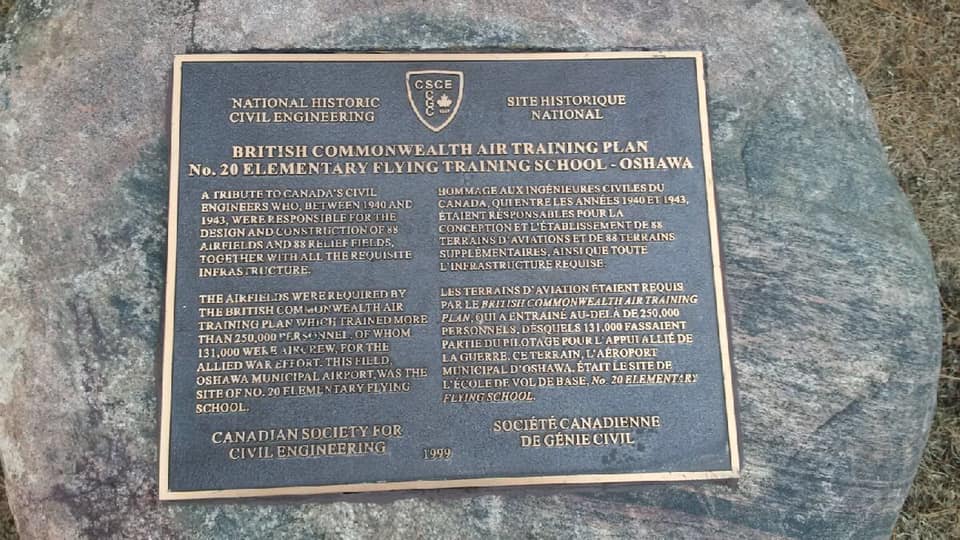 CSCE
CGC
NATIONAL HISTORIC
CIVIL ENGINEERING
SITE HISTORIQUE
NATIONAL
BRITISH COMMONWEALTH AIR TRAINING PLAN
No. 20 ELEMENTARY FLYING TRAINING SCHOOL - OSHAWA
A TRIBUTE TO CANADA'S CIVIL
ENGINEERS WHO, BETWEEN 1940 AND
1943, WERE RESPONSIBLE FOR THE
DESIGN AND CONSTRUCTION OF 88
AIRFIELDS AND 88 RELIEF FIELDS,
TOGETHER WITH ALL THE REQUISITE
INFRASTRUCTURE.
THE AIRFIELDS WERE REQUIRED BY
THE BRITISH COMMONWEALTH AIR
TRAINING PLAN WHICH TRAINED MORE
THAN 250,000 PERSONNEL, OF WHOM
131,000 WERE AIRCREW, FOR THE
ALLIED WAR EFFORT. THIS FIELD,
OSHAWA MUNICIPAL AIRPORT, WAS THE
SITE OF NO. 20 ELEMENTARY FLYING
SCHOOL.
HOMMAGE AUX INGÉNIEURES CIVILES DU
CANADA, QUI ENTRE LES ANNÉES 1940 ET 1943,
ÉTAIENT RESPONSABLES POUR LA
CONCEPTION ET L'ÉTABLISSEMENT DE 88
TERRAINS D'AVIATIONS ET DE 88 TERRAINS
SUPPLÉMENTAIRES, AINSI QUE TOUTE
L'INFRASTRUCTURE REQUISE.
LES TERRAINS D'AVIATION ÉTAIENT REQUIS
PAR LE BRITISH COMMONWEALTH AIR TRAINING
PLAN, QUI A ENTRAINÉ AU-DELÀ DE 250,000
PERSONNELS, DÉSQUELS 131,000 FASSAIENT
PARTIE DU PILOTAGE POUR L'APPUI ALLIÉ DE
LA GUERRE. CE TERRAIN, L'AÉROPORT
MUNICIPAL D'OSHAWA, ÉTAIT LE SITE DE
L'ÉCOLE DE VOL DE BASE, No. 20 ELEMENTARY
FLYING SCHOOL.
CANADIAN SOCIETY FOR
CIVIL ENGINEERING
1999
SOCIÉTÉ CANADIENNE
DE GÉNIE CIVIL